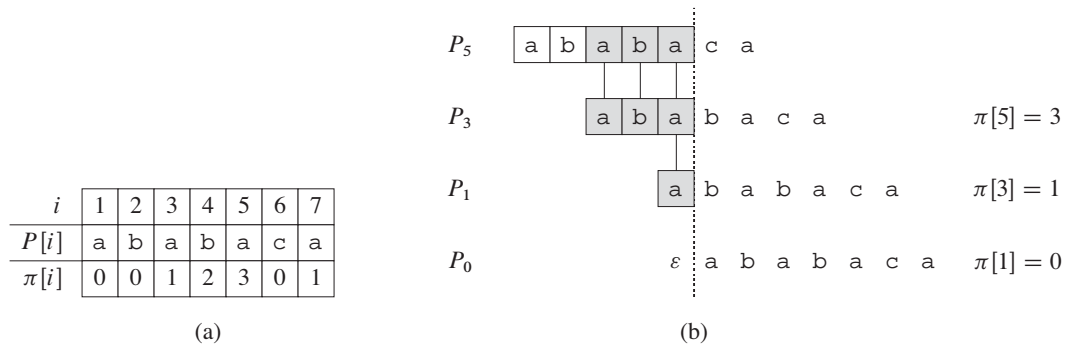 P5 a b a b a c a
P3 a b a b a c a π[5] = 3
P1 a b a b a c a π[3] = 1
P0 ε a b a b a c a π[1] = 0
i 1 2 3 4 5 6 7
P[i] a b a b a c a
π[i] 0 0 1 2 3 0 1
(a) (b)